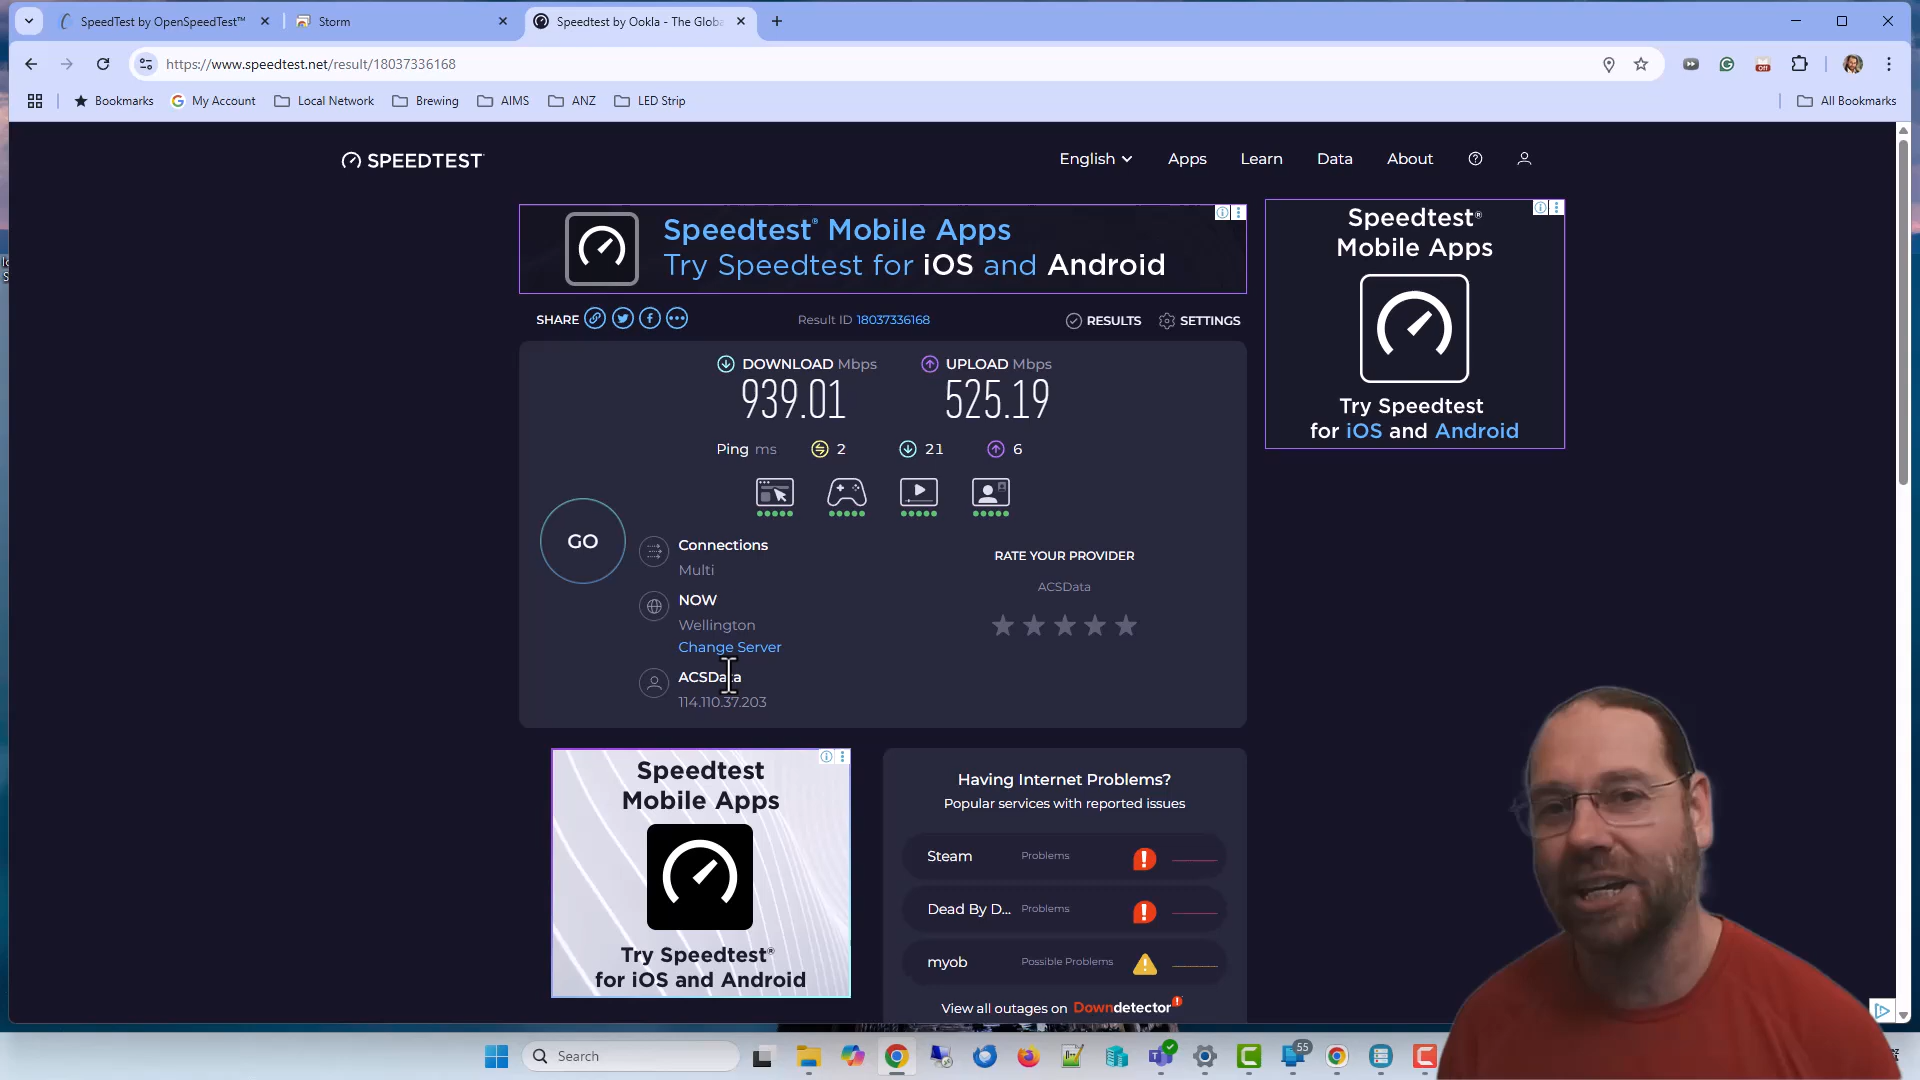 SpeedTest by OpenSpeedTest™
Storm
Speedtest by Ookla - The Globa
https://www.speedtest.net/result/18037336168
Bookmarks
My Account
Local Network
Brewing
AIMS
ANZ
LED Strip
All Bookmarks
SPEEDTEST
English
Apps
Learn
Data
About
Speedtest® Mobile Apps
Try Speedtest for iOS and Android
Speedtest®
Mobile Apps
Try Speedtest
for iOS and Android
SHARE
Result ID 18037336168
RESULTS
SETTINGS
DOWNLOAD Mbps
939.01
UPLOAD Mbps
525.19
Ping ms
2
21
6
GO
Connections
Multi
NOW
Wellington
Change Server
ACSData
114.110.37.203
RATE YOUR PROVIDER
ACSData
Speedtest
Mobile Apps
Try Speedtest®
for iOS and Android
Having Internet Problems?
Popular services with reported issues
Steam
Problems
Dead By D...
Problems
myob
Possible Problems
View all outages on Downdetector
Search
55